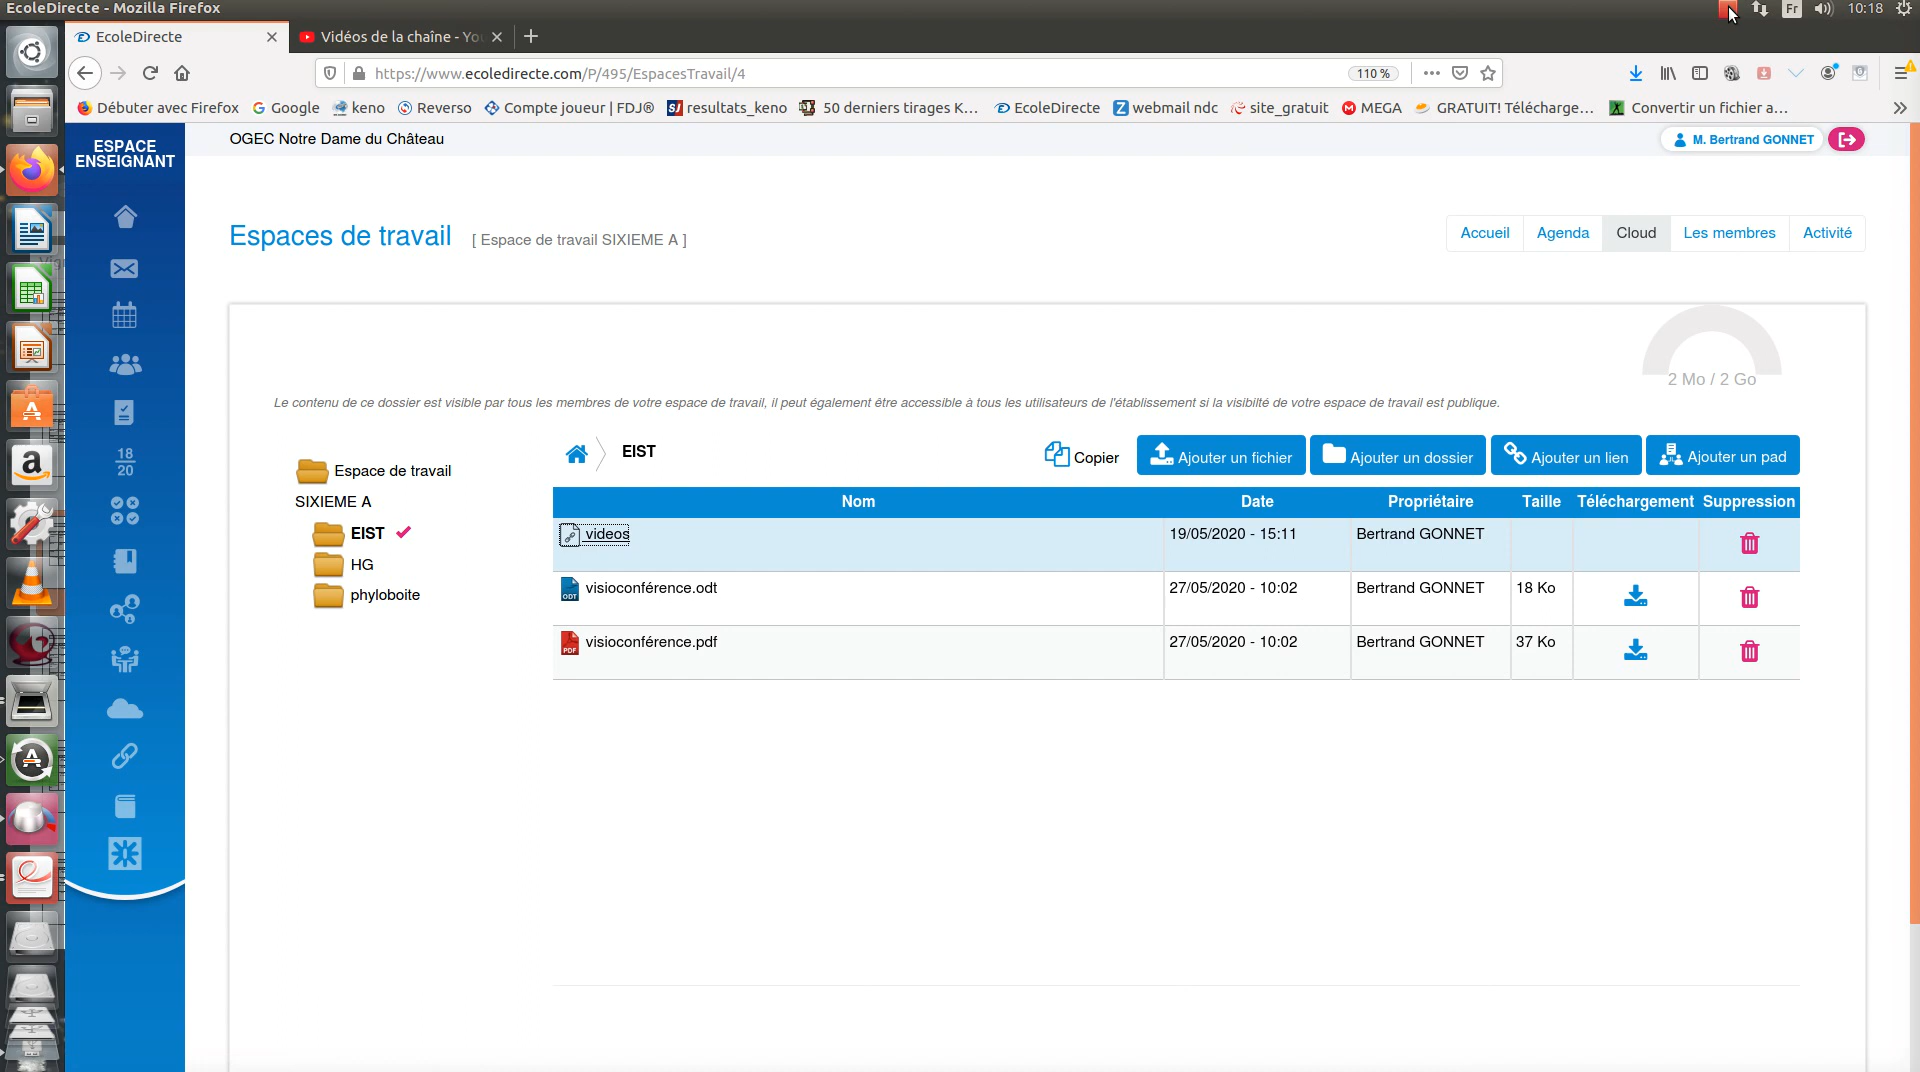 EcoleDirecte - Mozilla Firefox
Fr
10:18
EcoleDirecte
Vidéos de la chaîne - You
https://www.ecoledirecte.com/P/495/EspacesTravail/4
110 %
Débuter avec Firefox
Google
keno
Reverso
Compte joueur | FDJ®
resultats_keno
50 derniers tirages K...
EcoleDirecte
webmail ndc
site_gratuit
MEGA
GRATUIT! Télécharge...
Convertir un fichier a...
ESPACE
ENSEIGNANT
OGEC Notre Dame du Château
M. Bertrand GONNET
Espaces de travail
[ Espace de travail SIXIEME A ]
Accueil
Agenda
Cloud
Les membres
Activité
2 Mo / 2 Go
Le contenu de ce dossier est visible par tous les membres de votre espace de travail, il peut également être accessible à tous les utilisateurs de l'établissement si la visibilté de votre espace de travail est publique.
Espace de travail
SIXIEME A
EIST
HG
phyloboite
18
20
EIST
Copier
Ajouter un fichier
Ajouter un dossier
Ajouter un lien
Ajouter un pad
Nom Date Propriétaire Taille Téléchargement Suppression
videos 19/05/2020 - 15:11 Bertrand GONNET
ODT visioconférence.odt 27/05/2020 - 10:02 Bertrand GONNET 18 Ko
PDF visioconférence.pdf 27/05/2020 - 10:02 Bertrand GONNET 37 Ko